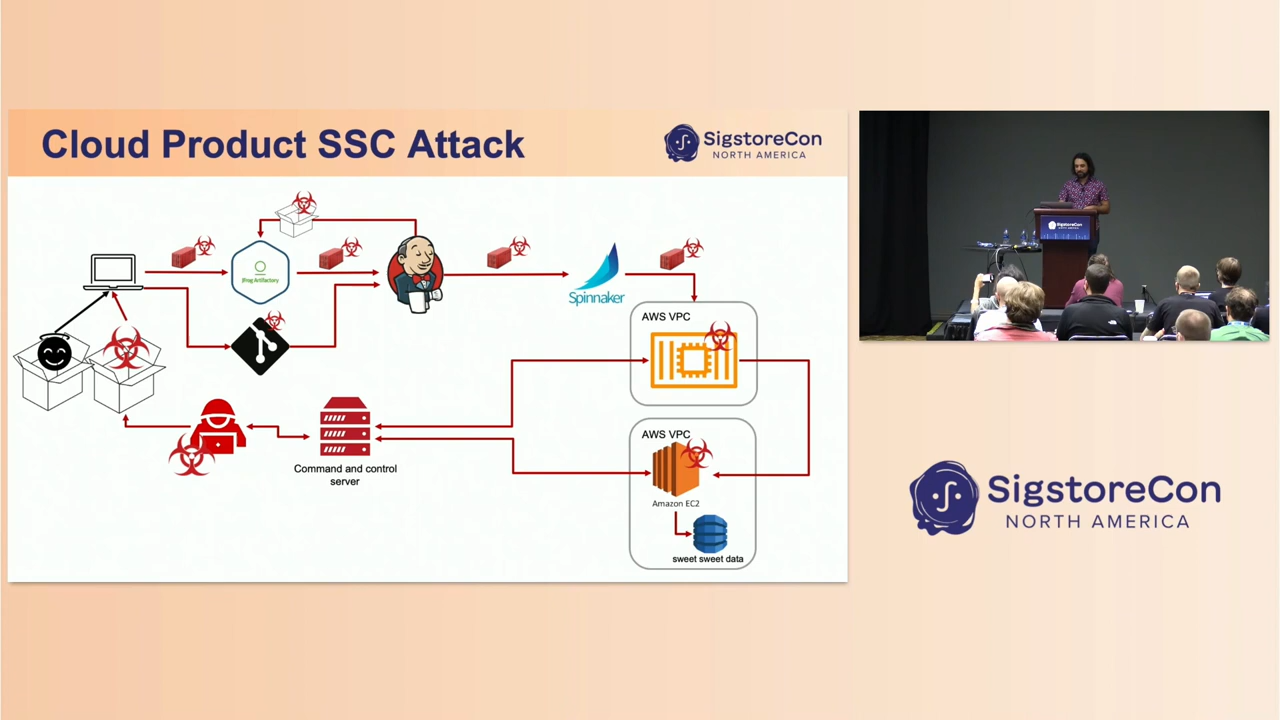 Cloud Product SSC Attack
SigstoreCon
NORTH AMERICA
JFrog Artifactory
Spinnaker
AWS VPC
AWS VPC
Amazon EC2
sweet sweet data
Command and control
server
SigstoreCon
SigstoreCon
NORTH AMERICA